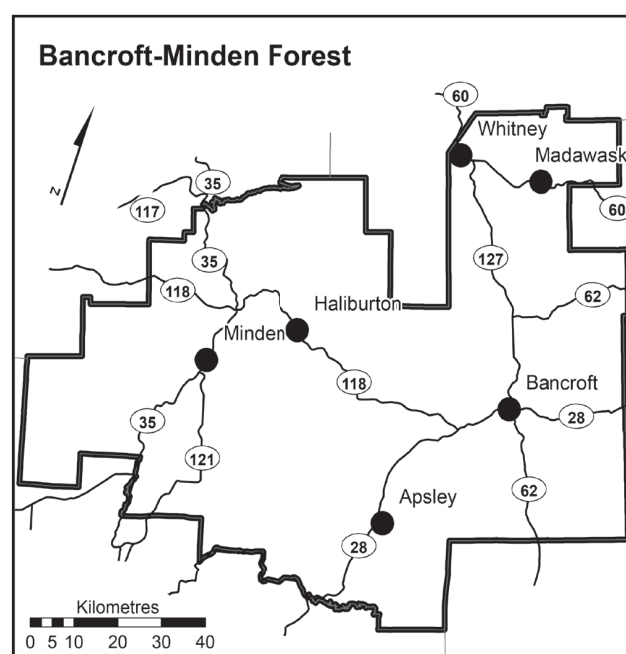 Bancroft-Minden Forest
60
Whitney
Madawask
N
35
117
60
35
127
118
62
Haliburton
Minden
118
Bancroft
35
28
121
62
Apsley
28
Kilometres
0 5 10 20 30 40